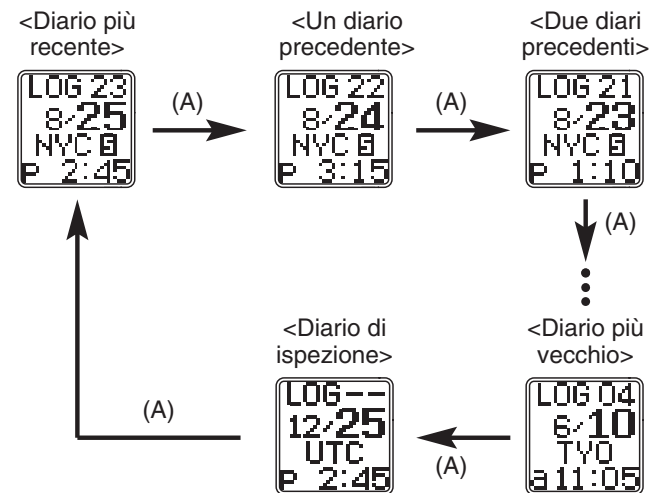 <Diario più
recente>
LOG 23
8/25
NYC S
P 2:45
(A)
<Un diario
precedente>
LOG 22
8/24
NYC S
P 3:15
(A)
<Due diari
precedenti>
LOG 21
8/23
NYC S
P 1:10
(A)
<Diario più
vecchio>
LOG 04
6/10
TYO
a 11:05
(A)
<Diario di
ispezione>
LOG--
12/25
UTC
P 2:45
(A)